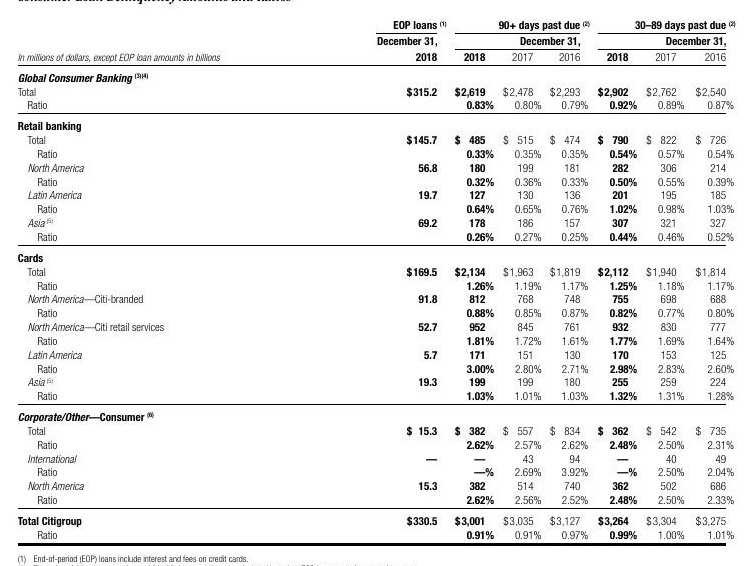 EOP loans (1) 90+ days past due (2) 30–89 days past due (2)
December 31, December 31, December 31,
In millions of dollars, except EOP loan amounts in billions 2018 2018 2017 2016 2018 2017 2016
Global Consumer Banking (3)(4)
Total $315.2 $2,619 $2,478 $2,293 $2,902 $2,762 $2,540
Ratio 0.83% 0.80% 0.79% 0.92% 0.89% 0.87%
Retail banking
Total $145.7 $ 485 $ 515 $ 474 $ 790 $ 822 $ 726
Ratio 0.33% 0.35% 0.35% 0.54% 0.57% 0.54%
North America 56.8 180 199 181 282 306 214
Ratio 0.32% 0.36% 0.33% 0.50% 0.55% 0.39%
Latin America 19.7 127 130 136 201 195 185
Ratio 0.64% 0.65% 0.76% 1.02% 0.98% 1.03%
Asia (5) 69.2 178 186 157 307 321 327
Ratio 0.26% 0.27% 0.25% 0.44% 0.46% 0.52%
Cards
Total $169.5 $2,134 $1,963 $1,819 $2,112 $1,940 $1,814
Ratio 1.26% 1.19% 1.17% 1.25% 1.18% 1.17%
North America—Citi-branded 91.8 812 768 748 755 698 688
Ratio 0.88% 0.85% 0.87% 0.82% 0.77% 0.80%
North America—Citi retail services 52.7 952 845 761 932 830 777
Ratio 1.81% 1.72% 1.61% 1.77% 1.69% 1.64%
Latin America 5.7 171 151 130 170 153 125
Ratio 3.00% 2.80% 2.71% 2.98% 2.83% 2.60%
Asia (5) 19.3 199 199 180 255 259 224
Ratio 1.03% 1.01% 1.03% 1.32% 1.31% 1.28%
Corporate/Other—Consumer (6)
Total $ 15.3 $ 382 $ 557 $ 834 $ 362 $ 542 $ 735
Ratio 2.62% 2.57% 2.62% 2.48% 2.50% 2.31%
International — — 43 94 — 40 49
Ratio —% 2.69% 3.92% —% 2.50% 2.04%
North America 15.3 382 514 740 362 502 686
Ratio 2.62% 2.56% 2.52% 2.48% 2.50% 2.33%
Total Citigroup $330.5 $3,001 $3,035 $3,127 $3,264 $3,304 $3,275
Ratio 0.91% 0.91% 0.97% 0.99% 1.00% 1.01%
(1) End-of-period (EOP) loans include interest and fees on credit cards.